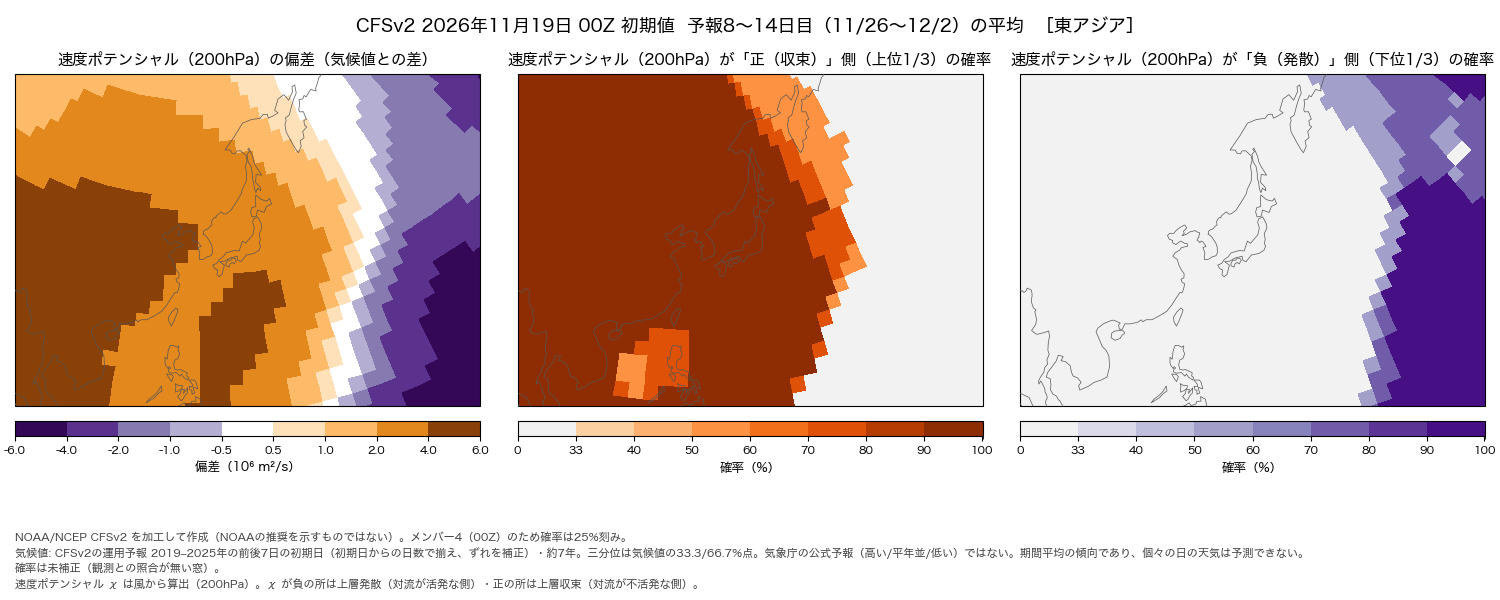 CFSv2 2026年11月19日 00Z 初期値 予報8～14日目（11/26～12/2）の平均 ［東アジア］
速度ポテンシャル（200hPa）の偏差（気候値との差）
速度ポテンシャル（200hPa）が「正（収束）」側（上位1/3）の確率
速度ポテンシャル（200hPa）が「負（発散）」側（下位1/3）の確率
-6.0 -4.0 -2.0 -1.0 -0.5 0.5 1.0 2.0 4.0 6.0
偏差（10⁶ m²/s）
0 33 40 50 60 70 80 90 100
確率（%）
0 33 40 50 60 70 80 90 100
確率（%）
NOAA/NCEP CFSv2 を加工して作成（NOAAの推奨を示すものではない）。メンバー4（00Z）のため確率は25%刻み。
気候値: CFSv2の運用予報 2019–2025年の前後7日の初期日（初期日からの日数で揃え、ずれを補正）・約7年。三分位は気候値の33.3/66.7%点。気象庁の公式予報（高い/平年並/低い）ではない。期間平均の傾向であり、個々の日の天気は予測できない。
確率は未補正（観測との照合が無い窓）。
速度ポテンシャル χ は風から算出（200hPa）。χ が負の所は上層発散（対流が活発な側）・正の所は上層収束（対流が不活発な側）。